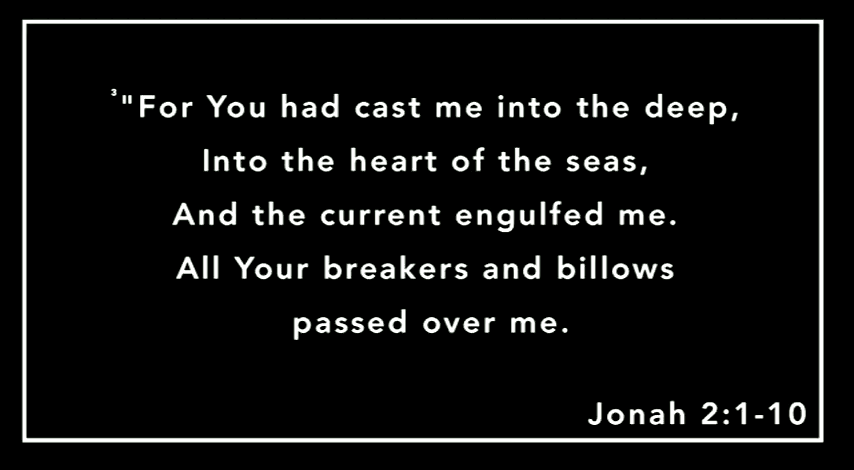 ³"For You had cast me into the deep,
Into the heart of the seas,
And the current engulfed me.
All Your breakers and billows
passed over me.
Jonah 2:1-10